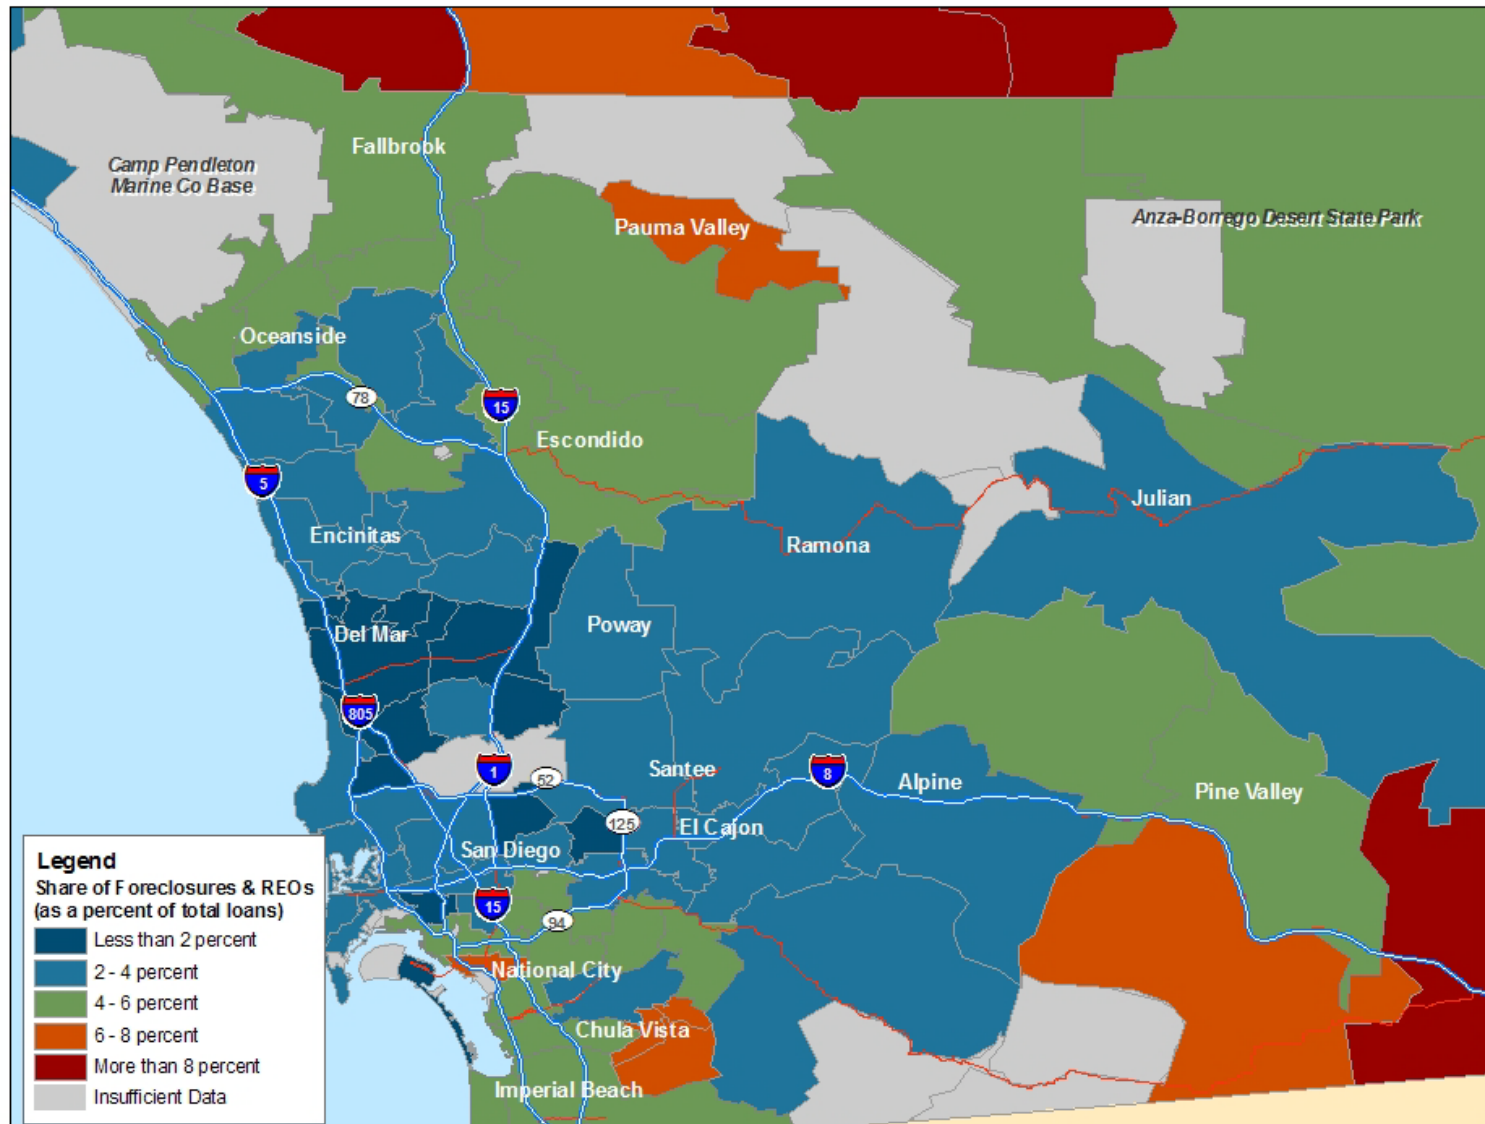 Fallbrook
Camp Pendleton
Marine Co Base
Pauma Valley
Anza-Borrego Desert State Park
Oceanside
78
15
Escondido
5
Julian
Encinitas
Ramona
Poway
Del Mar
805
1
52
Santee
8
Alpine
Pine Valley
125
El Cajon
San Diego
15
94
National City
Chula Vista
Imperial Beach
Legend
Share of Foreclosures & REOs
(as a percent of total loans)
Less than 2 percent
2 - 4 percent
4 - 6 percent
6 - 8 percent
More than 8 percent
Insufficient Data